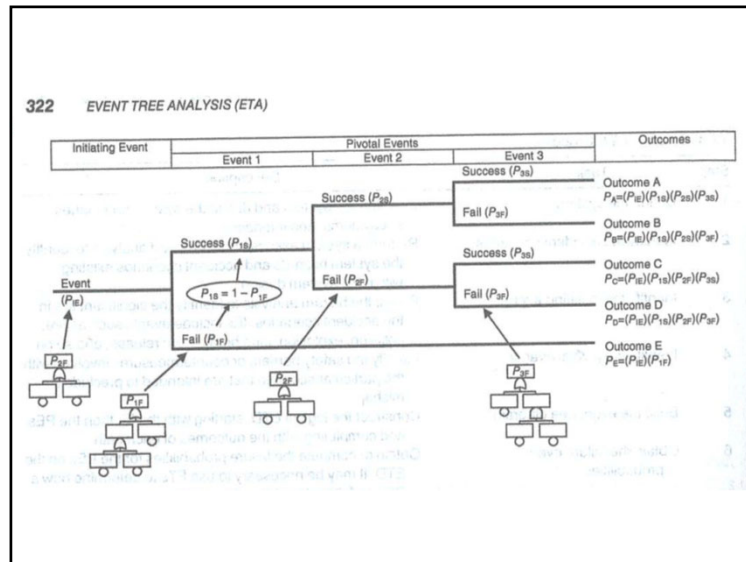 322 EVENT TREE ANALYSIS (ETA)
Initiating Event
Pivotal Events
Outcomes
Event 1
Event 2
Event 3
Success (P3S)
Outcome A
PA=(PIE)(P1S)(P2S)(P3S)
Success (P2S)
Fail (P3F)
Outcome B
PB=(PIE)(P1S)(P2S)(P3F)
Success (P1S)
Success (P3S)
Outcome C
PC=(PIE)(P1S)(P2F)(P3S)
Event
(PIE)
P1S = 1 – P1F
Fail (P2F)
Fail (P3F)
Outcome D
PD=(PIE)(P1S)(P2F)(P3F)
Fail (P1F)
Outcome E
PE=(PIE)(P1F)
P2F
P1F
P2F
P3F